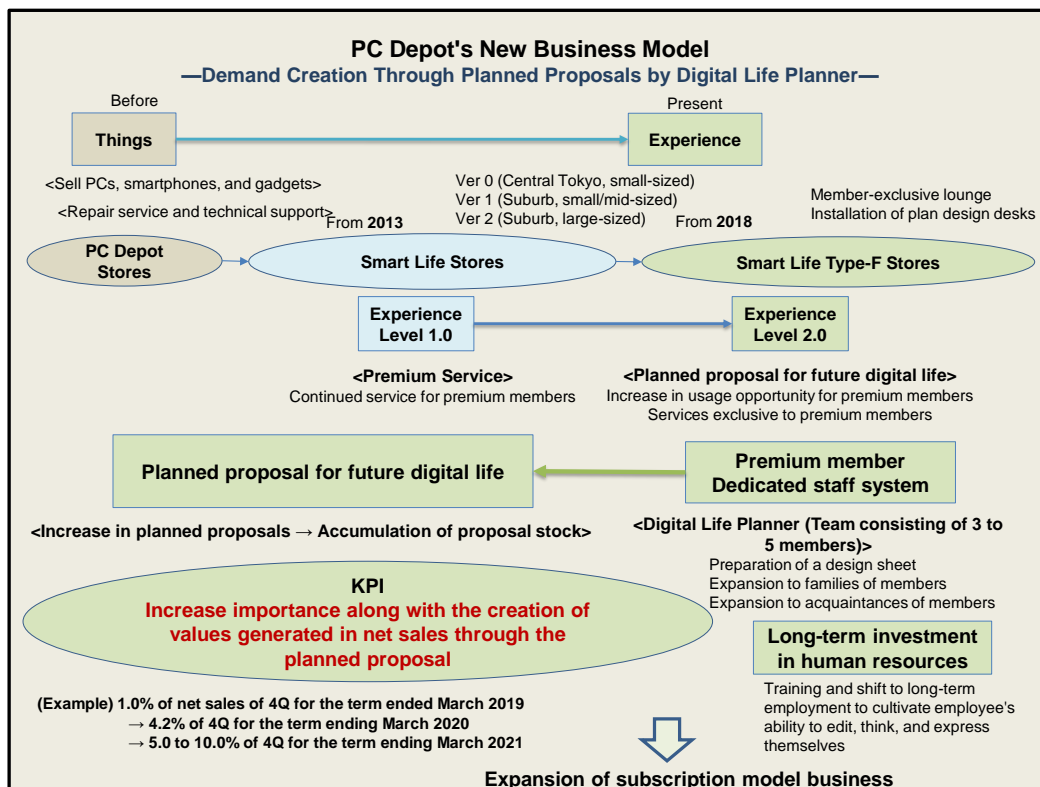 PC Depot's New Business Model
—Demand Creation Through Planned Proposals by Digital Life Planner—
Before
Present
Things
Experience
<Sell PCs, smartphones, and gadgets>
<Repair service and technical support>
Ver 0 (Central Tokyo, small-sized)
Ver 1 (Suburb, small/mid-sized)
Ver 2 (Suburb, large-sized)
Member-exclusive lounge
Installation of plan design desks
From 2013
From 2018
PC Depot
Stores
Smart Life Stores
Smart Life Type-F Stores
Experience
Level 1.0
Experience
Level 2.0
<Premium Service>
Continued service for premium members
<Planned proposal for future digital life>
Increase in usage opportunity for premium members
Services exclusive to premium members
Planned proposal for future digital life
Premium member
Dedicated staff system
<Increase in planned proposals → Accumulation of proposal stock>
<Digital Life Planner (Team consisting of 3 to
5 members)>
Preparation of a design sheet
Expansion to families of members
Expansion to acquaintances of members
KPI
Increase importance along with the creation of
values generated in net sales through the
planned proposal
Long-term investment
in human resources
(Example) 1.0% of net sales of 4Q for the term ended March 2019
→ 4.2% of 4Q for the term ending March 2020
→ 5.0 to 10.0% of 4Q for the term ending March 2021
Training and shift to long-term
employment to cultivate employee's
ability to edit, think, and express
themselves
Expansion of subscription model business